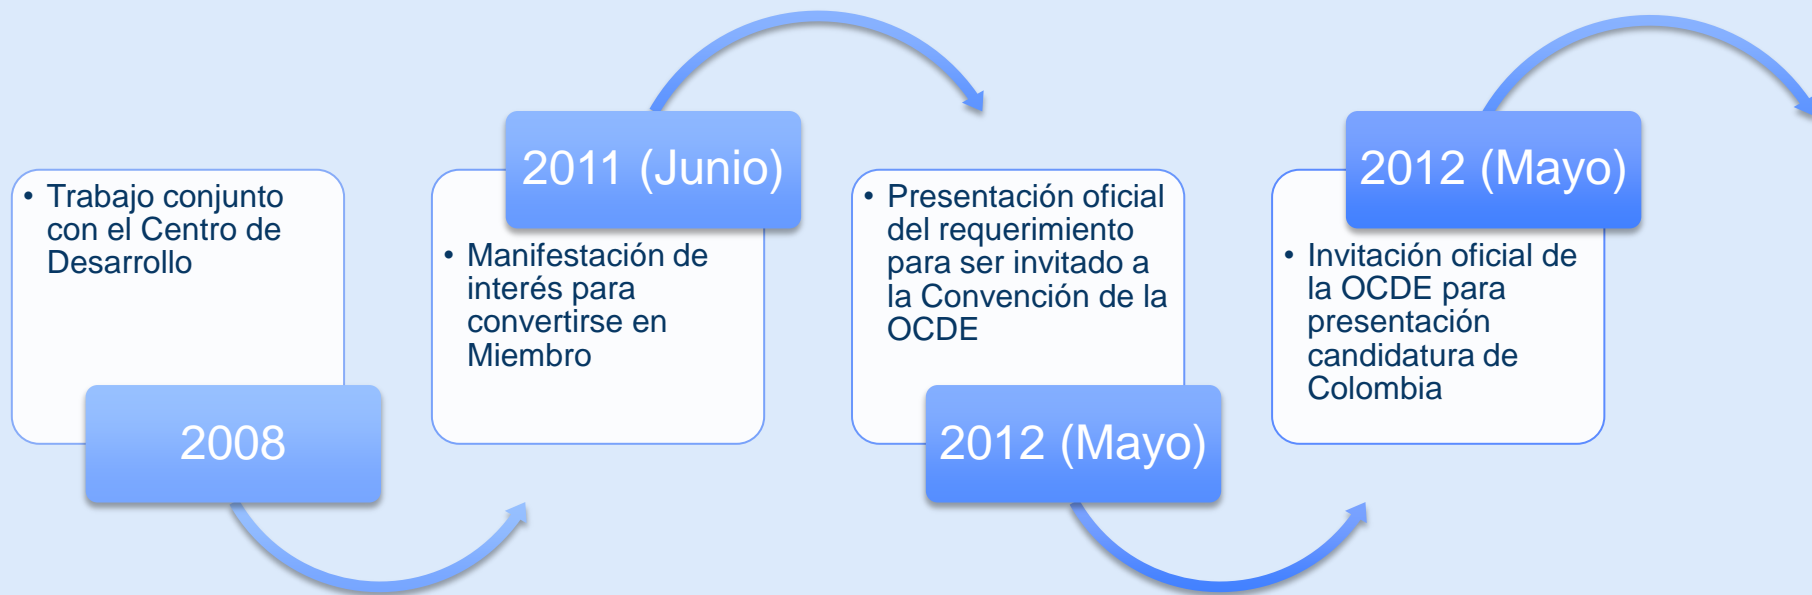 • Trabajo conjunto
con el Centro de
Desarrollo
2008
2011 (Junio)
• Manifestación de
interés para
convertirse en
Miembro
• Presentación oficial
del requerimiento
para ser invitado a
la Convención de la
OCDE
2012 (Mayo)
2012 (Mayo)
• Invitación oficial de
la OCDE para
presentación
candidatura de
Colombia